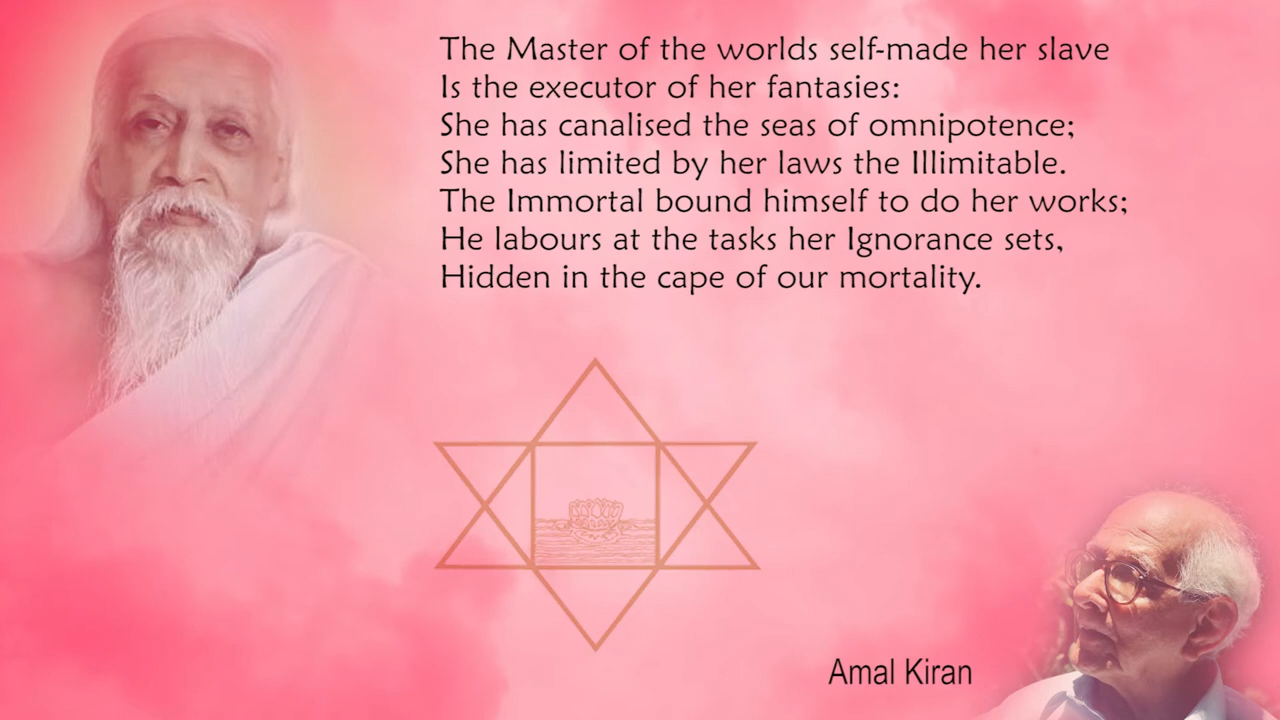 The Master of the worlds self-made her slave
Is the executor of her fantasies:
She has canalised the seas of omnipotence;
She has limited by her laws the Illimitable.
The Immortal bound himself to do her works;
He labours at the tasks her Ignorance sets,
Hidden in the cape of our mortality.
Amal Kiran